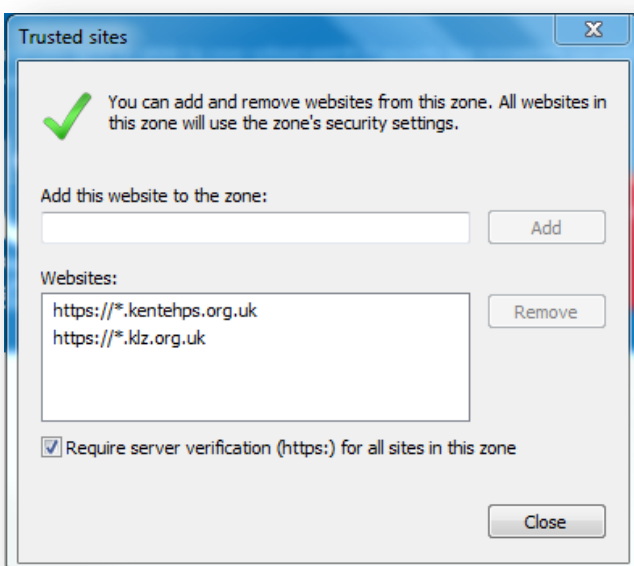 Trusted sites
You can add and remove websites from this zone. All websites in
this zone will use the zone's security settings.
Add this website to the zone:
Add
Websites:
https://*.kentehps.org.uk
https://*.klz.org.uk
Remove
Require server verification (https:) for all sites in this zone
Close